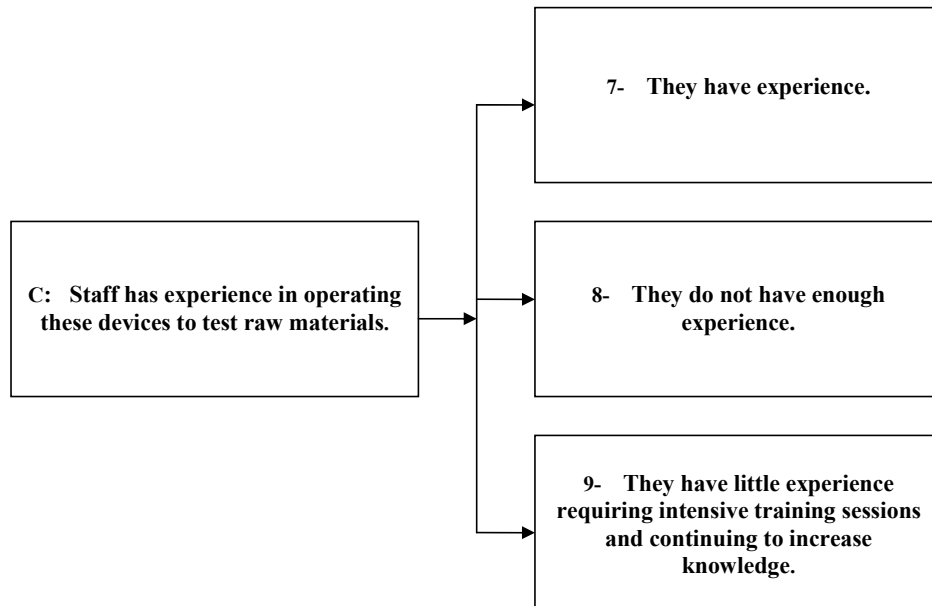 7- They have experience.
C: Staff has experience in operating
these devices to test raw materials.
8- They do not have enough
experience.
9- They have little experience
requiring intensive training sessions
and continuing to increase
knowledge.